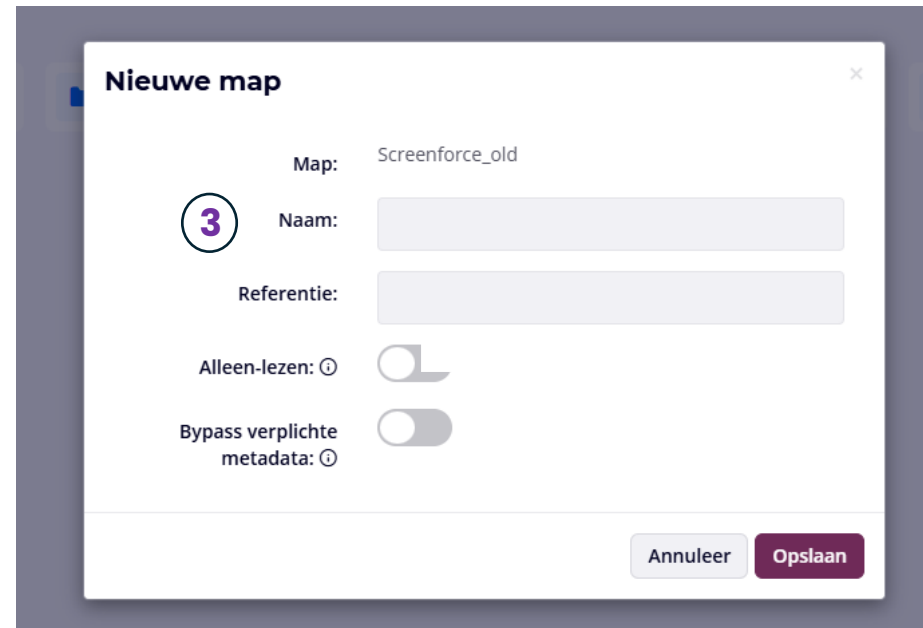 Nieuwe map
Map: Screenforce_old
3 Naam:
Referentie:
Alleen-lezen:
Bypass verplichte
metadata:
Annuleer Opslaan